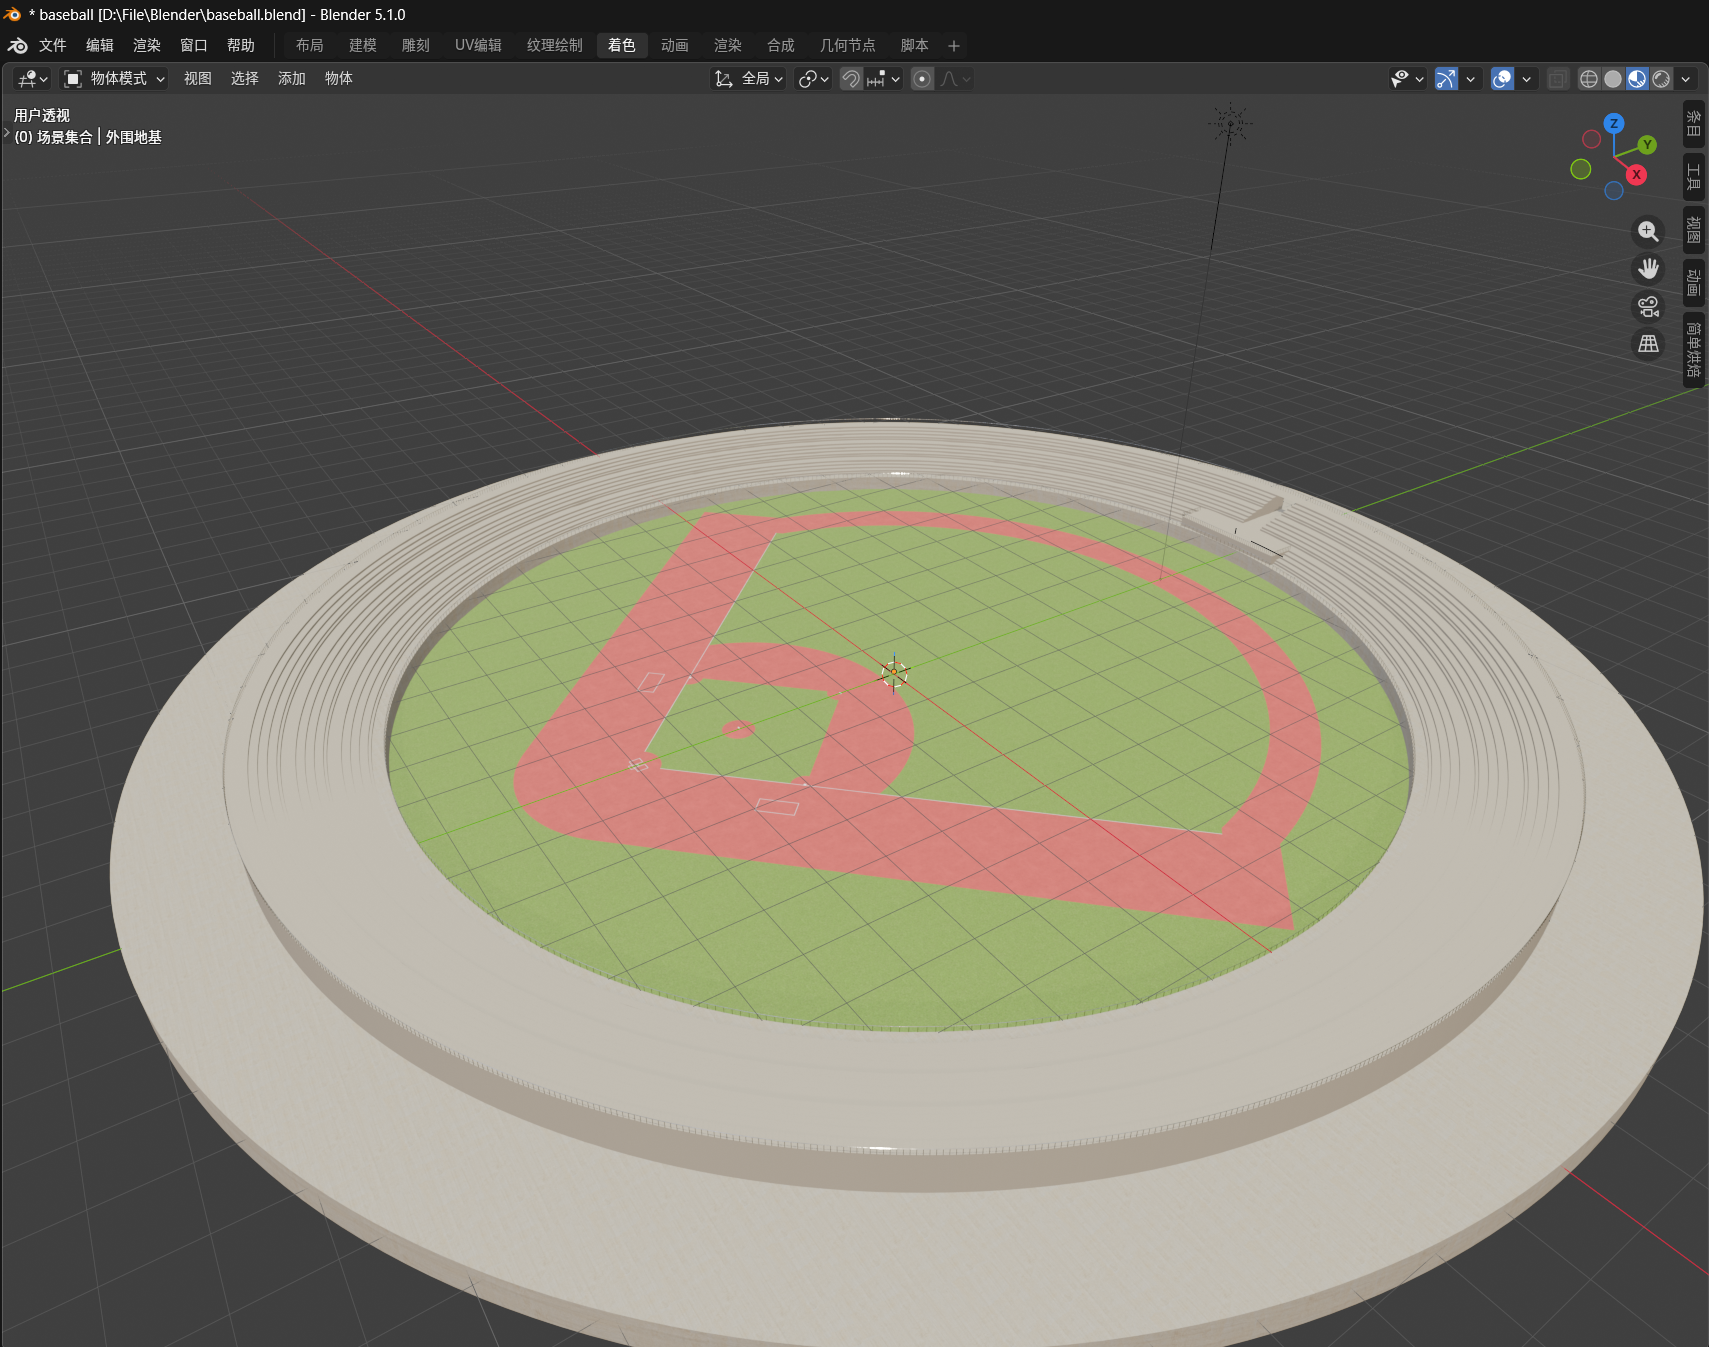 * baseball [D:\File\Blender\baseball.blend] - Blender 5.1.0
文件 编辑 渲染 窗口 帮助 布局 建模 雕刻 UV编辑 纹理绘制 着色 动画 渲染 合成 几何节点 脚本 +
物体模式 视图 选择 添加 物体 全局
用户透视
(0) 场景集合 | 外围地基
Z
Y
X
条目
工具
视图
动画
简单烘焙